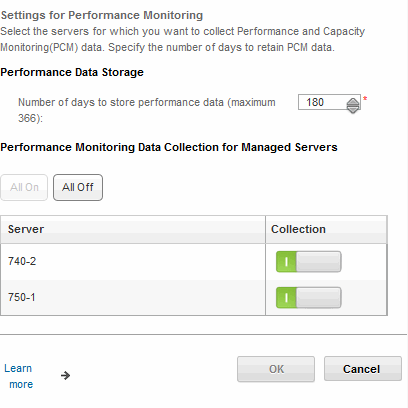 Settings for Performance Monitoring
Select the servers for which you want to collect Performance and Capacity
Monitoring(PCM) data. Specify the number of days to retain PCM data.
Performance Data Storage
Number of days to store performance data (maximum 180 *
366):
Performance Monitoring Data Collection for Managed Servers
All On All Off
Server Collection
740-2 I
750-1 I
Learn
more
OK Cancel